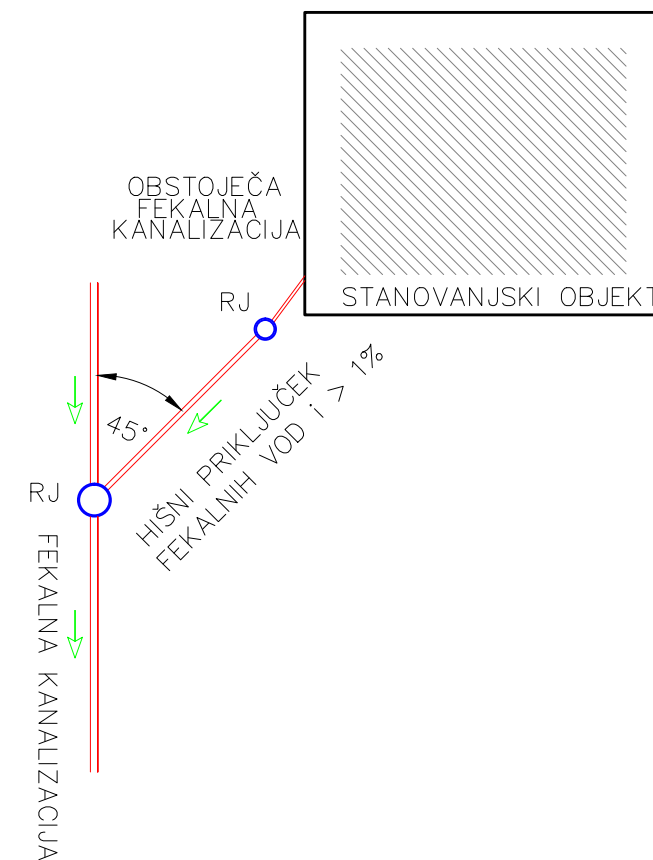 OBSTOJEČA
FEKALNA
KANALIZACIJA
STANOVANJSKI OBJEKT
RJ
45°
HIŠNI PRIKLJUČEK
FEKALNIH VOD i > 1%
RJ
FEKALNA KANALIZACIJA